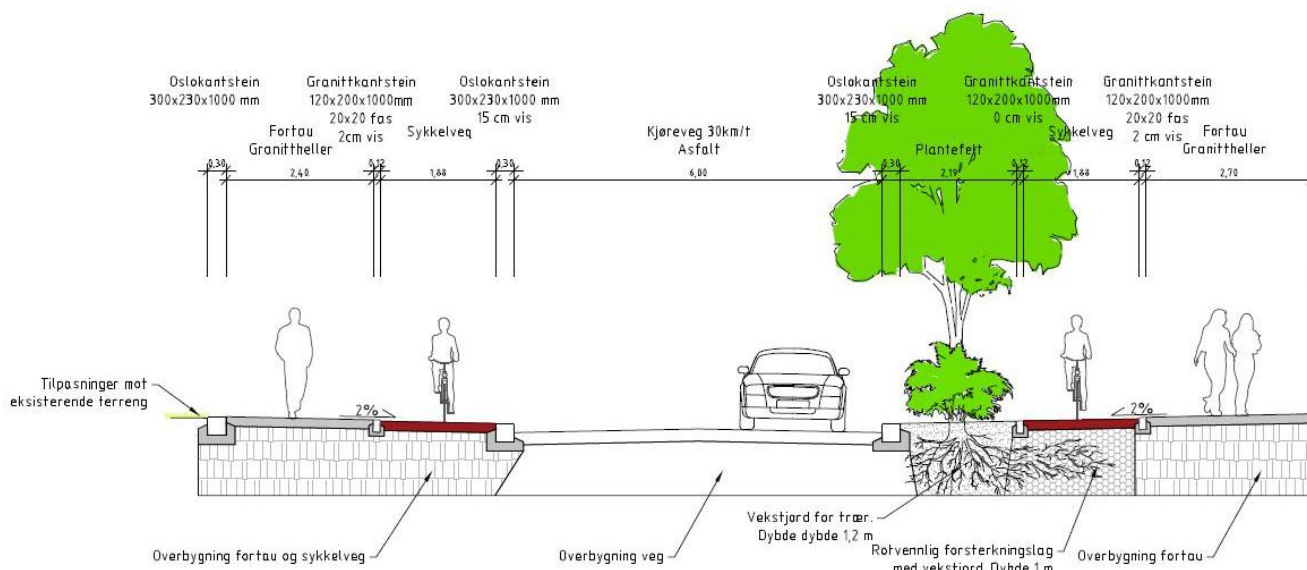 Oslokantstein
300x230x1000 mm
Granittkantstein
120x200x1000mm
20x20 fas
2cm vis
Oslokantstein
300x230x1000 mm
15 cm vis
Fortau
Granittheller
Sykkelveg
Kjøreveg 30km/t
Asfalt
Oslokantstein
300x230x1000 mm
15 cm vis
Granittkantstein
120x200x1000mm
0 cm vis
Granittkantstein
120x200x1000mm
20x20 fas
2 cm vis
Plantefelt
Sykkelveg
Fortau
Granittheller
0,30
2,40
0,12
1,88
0,30
6,00
0,30
2,19
0,12
1,88
0,12
2,70
Tilpasninger mot
eksisterende terreng
2%
2%
Overbygning fortau og sykkelveg
Overbygning veg
Vekstjord for trær.
Dybde dybde 1,2 m
Rotvennlig forsterkningslag
med vekstjord. Dybde 1 m
Overbygning fortau